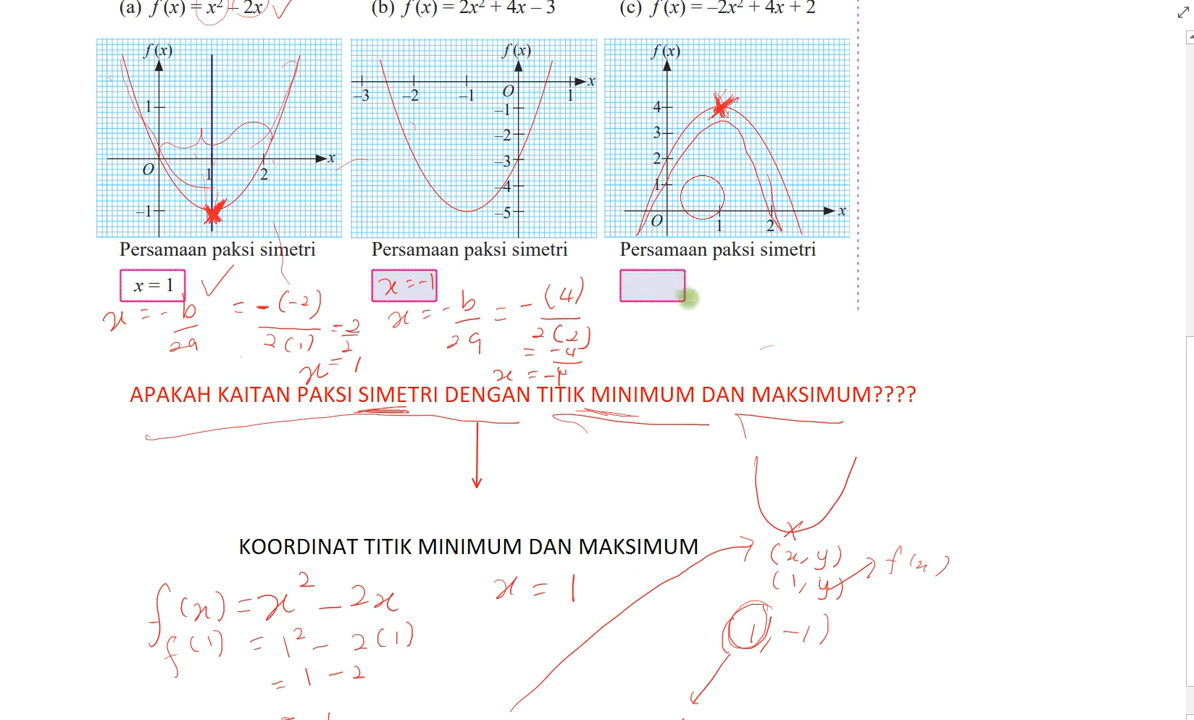 (a) f(x) = x² – 2x
(b) f(x) = 2x² + 4x – 3
(c) f(x) = –2x² + 4x + 2
f(x)
1
O
1
2
x
–1
f(x)
–3
–2
–1
O
1
x
–1
–2
–3
–4
–5
f(x)
4
3
2
1
O
1
2
x
Persamaan paksi simetri
Persamaan paksi simetri
Persamaan paksi simetri
x = 1
x = -1
x = -b/2a = -(-2)/2(1) = 2/2
x = 1
x = -b/2a = -(4)/2(2)
= -4/4
x = -1
APAKAH KAITAN PAKSI SIMETRI DENGAN TITIK MINIMUM DAN MAKSIMUM????
KOORDINAT TITIK MINIMUM DAN MAKSIMUM
(x, y)
(1, y) → f(x)
(1, -1)
f(x) = x² - 2x
x = 1
f(1) = 1² - 2(1)
= 1 - 2